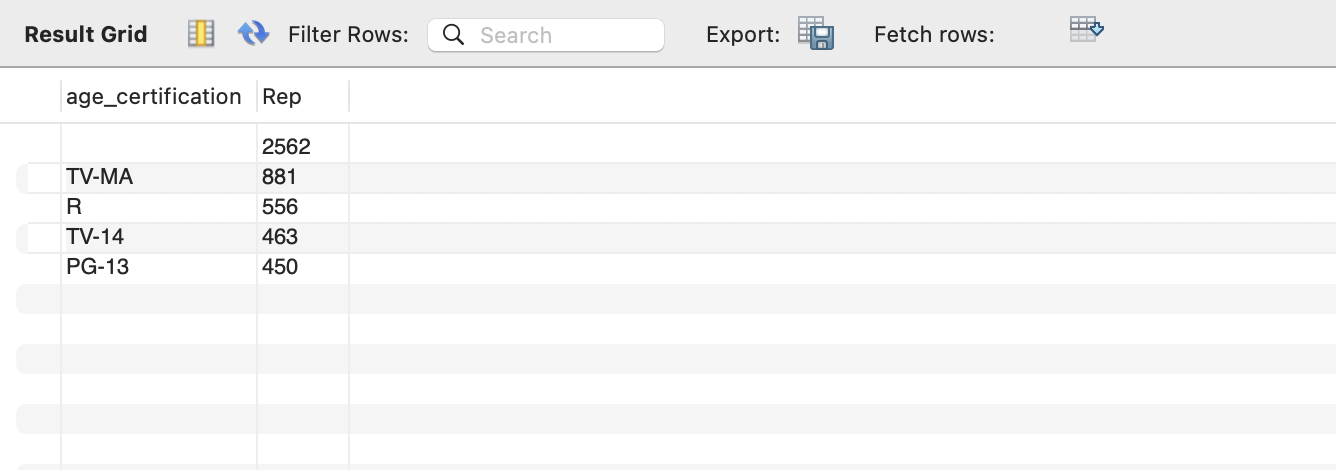 Result Grid Filter Rows: Search Export: Fetch rows:
age_certification Rep
2562
TV-MA 881
R 556
TV-14 463
PG-13 450